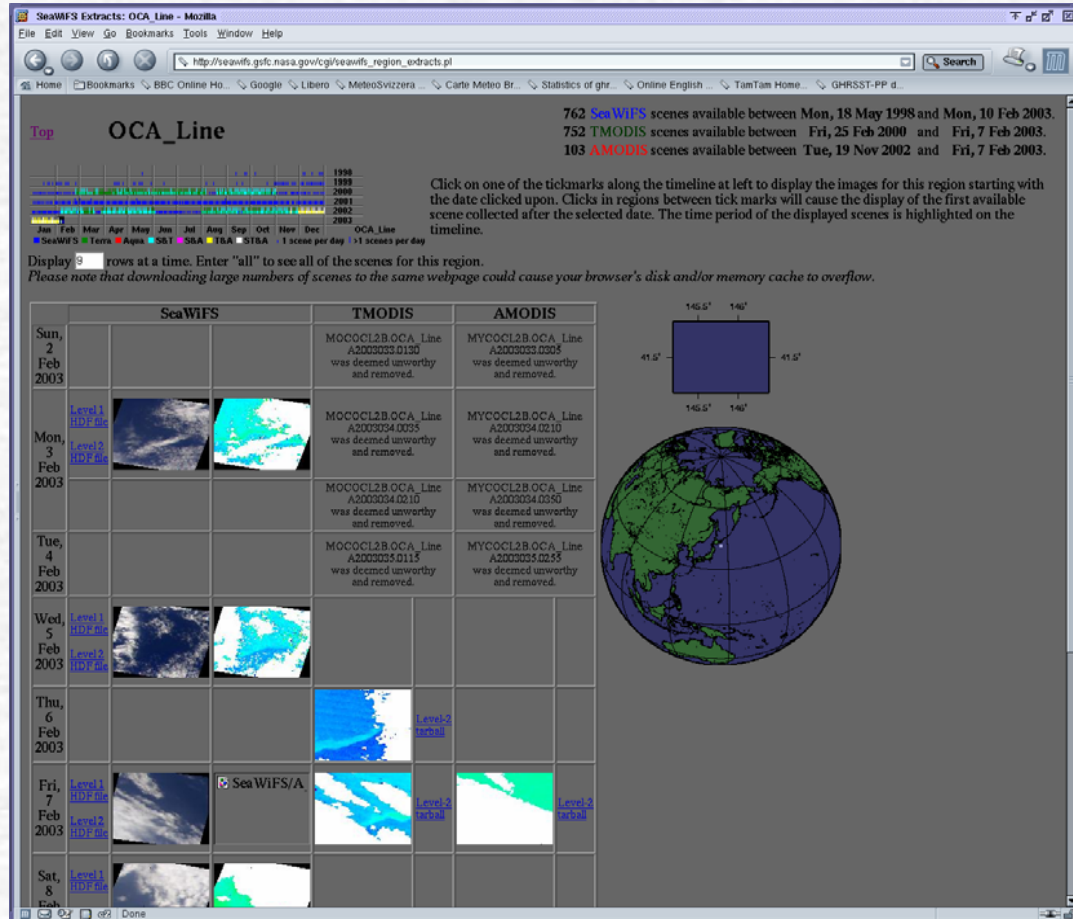 SeaWiFS Extracts: OCA_Line - Mozilla
File Edit View Go Bookmarks Tools Window Help
http://seawifs.gsfc.nasa.gov/cgi/seawifs_region_extracts.pl
Search
Home Bookmarks BBC Online Ho... Google Libero MeteoSvizzera ... Carte Meteo Br... Statistics of ghr... Online English ... TamTam Home... GHRSST-PP d...
Top
OCA_Line
762 SeaWiFS scenes available between Mon, 18 May 1998 and Mon, 10 Feb 2003.
752 TMODIS scenes available between Fri, 25 Feb 2000 and Fri, 7 Feb 2003.
103 AMODIS scenes available between Tue, 19 Nov 2002 and Fri, 7 Feb 2003.
1999
2000
2001
2002
2003
Jan Feb Mar Apr May Jun Jul Aug Sep Oct Nov Dec OCA_Line
SeaWiFS Terra Aqua S&T S&A T&A ST&A 1 scene per day >1 scenes per day
Click on one of the tickmarks along the timeline at left to display the images for this region starting with
the date clicked upon. Clicks in regions between tick marks will cause the display of the first available
scene collected after the selected date. The time period of the displayed scenes is highlighted on the
timeline.
Display 9 rows at a time. Enter "all" to see all of the scenes for this region.
Please note that downloading large numbers of scenes to the same webpage could cause your browser's disk and/or memory cache to overflow.
SeaWiFS TMODIS AMODIS
Sun,
2
Feb
2003
MOCOCL2B.OCA_Line
A2003033.0130
was deemed unworthy
and removed.
MYCOCL2B.OCA_Line
A2003033.0305
was deemed unworthy
and removed.
Mon,
3
Feb
2003
Level 1
HDF file
Level 2
HDF file
MOCOCL2B.OCA_Line
A2003034.0035
was deemed unworthy
and removed.
MYCOCL2B.OCA_Line
A2003034.0210
was deemed unworthy
and removed.
MOCOCL2B.OCA_Line
A2003034.0210
was deemed unworthy
and removed.
MYCOCL2B.OCA_Line
A2003034.0350
was deemed unworthy
and removed.
Tue,
4
Feb
2003
MOCOCL2B.OCA_Line
A2003035.0115
was deemed unworthy
and removed.
MYCOCL2B.OCA_Line
A2003035.0255
was deemed unworthy
and removed.
Wed,
5
Feb
2003
Level 1
HDF file
Level 2
HDF file
Thu,
6
Feb
2003
Level-2
tarball
Fri,
7
Feb
2003
Level 1
HDF file
Level 2
HDF file
SeaWiFS/A
Level-2
tarball
Level-2
tarball
Sat,
8
Feb
Level 1
HDF file
145.5° 146°
41.5° 41.5°
145.5° 146°
Done